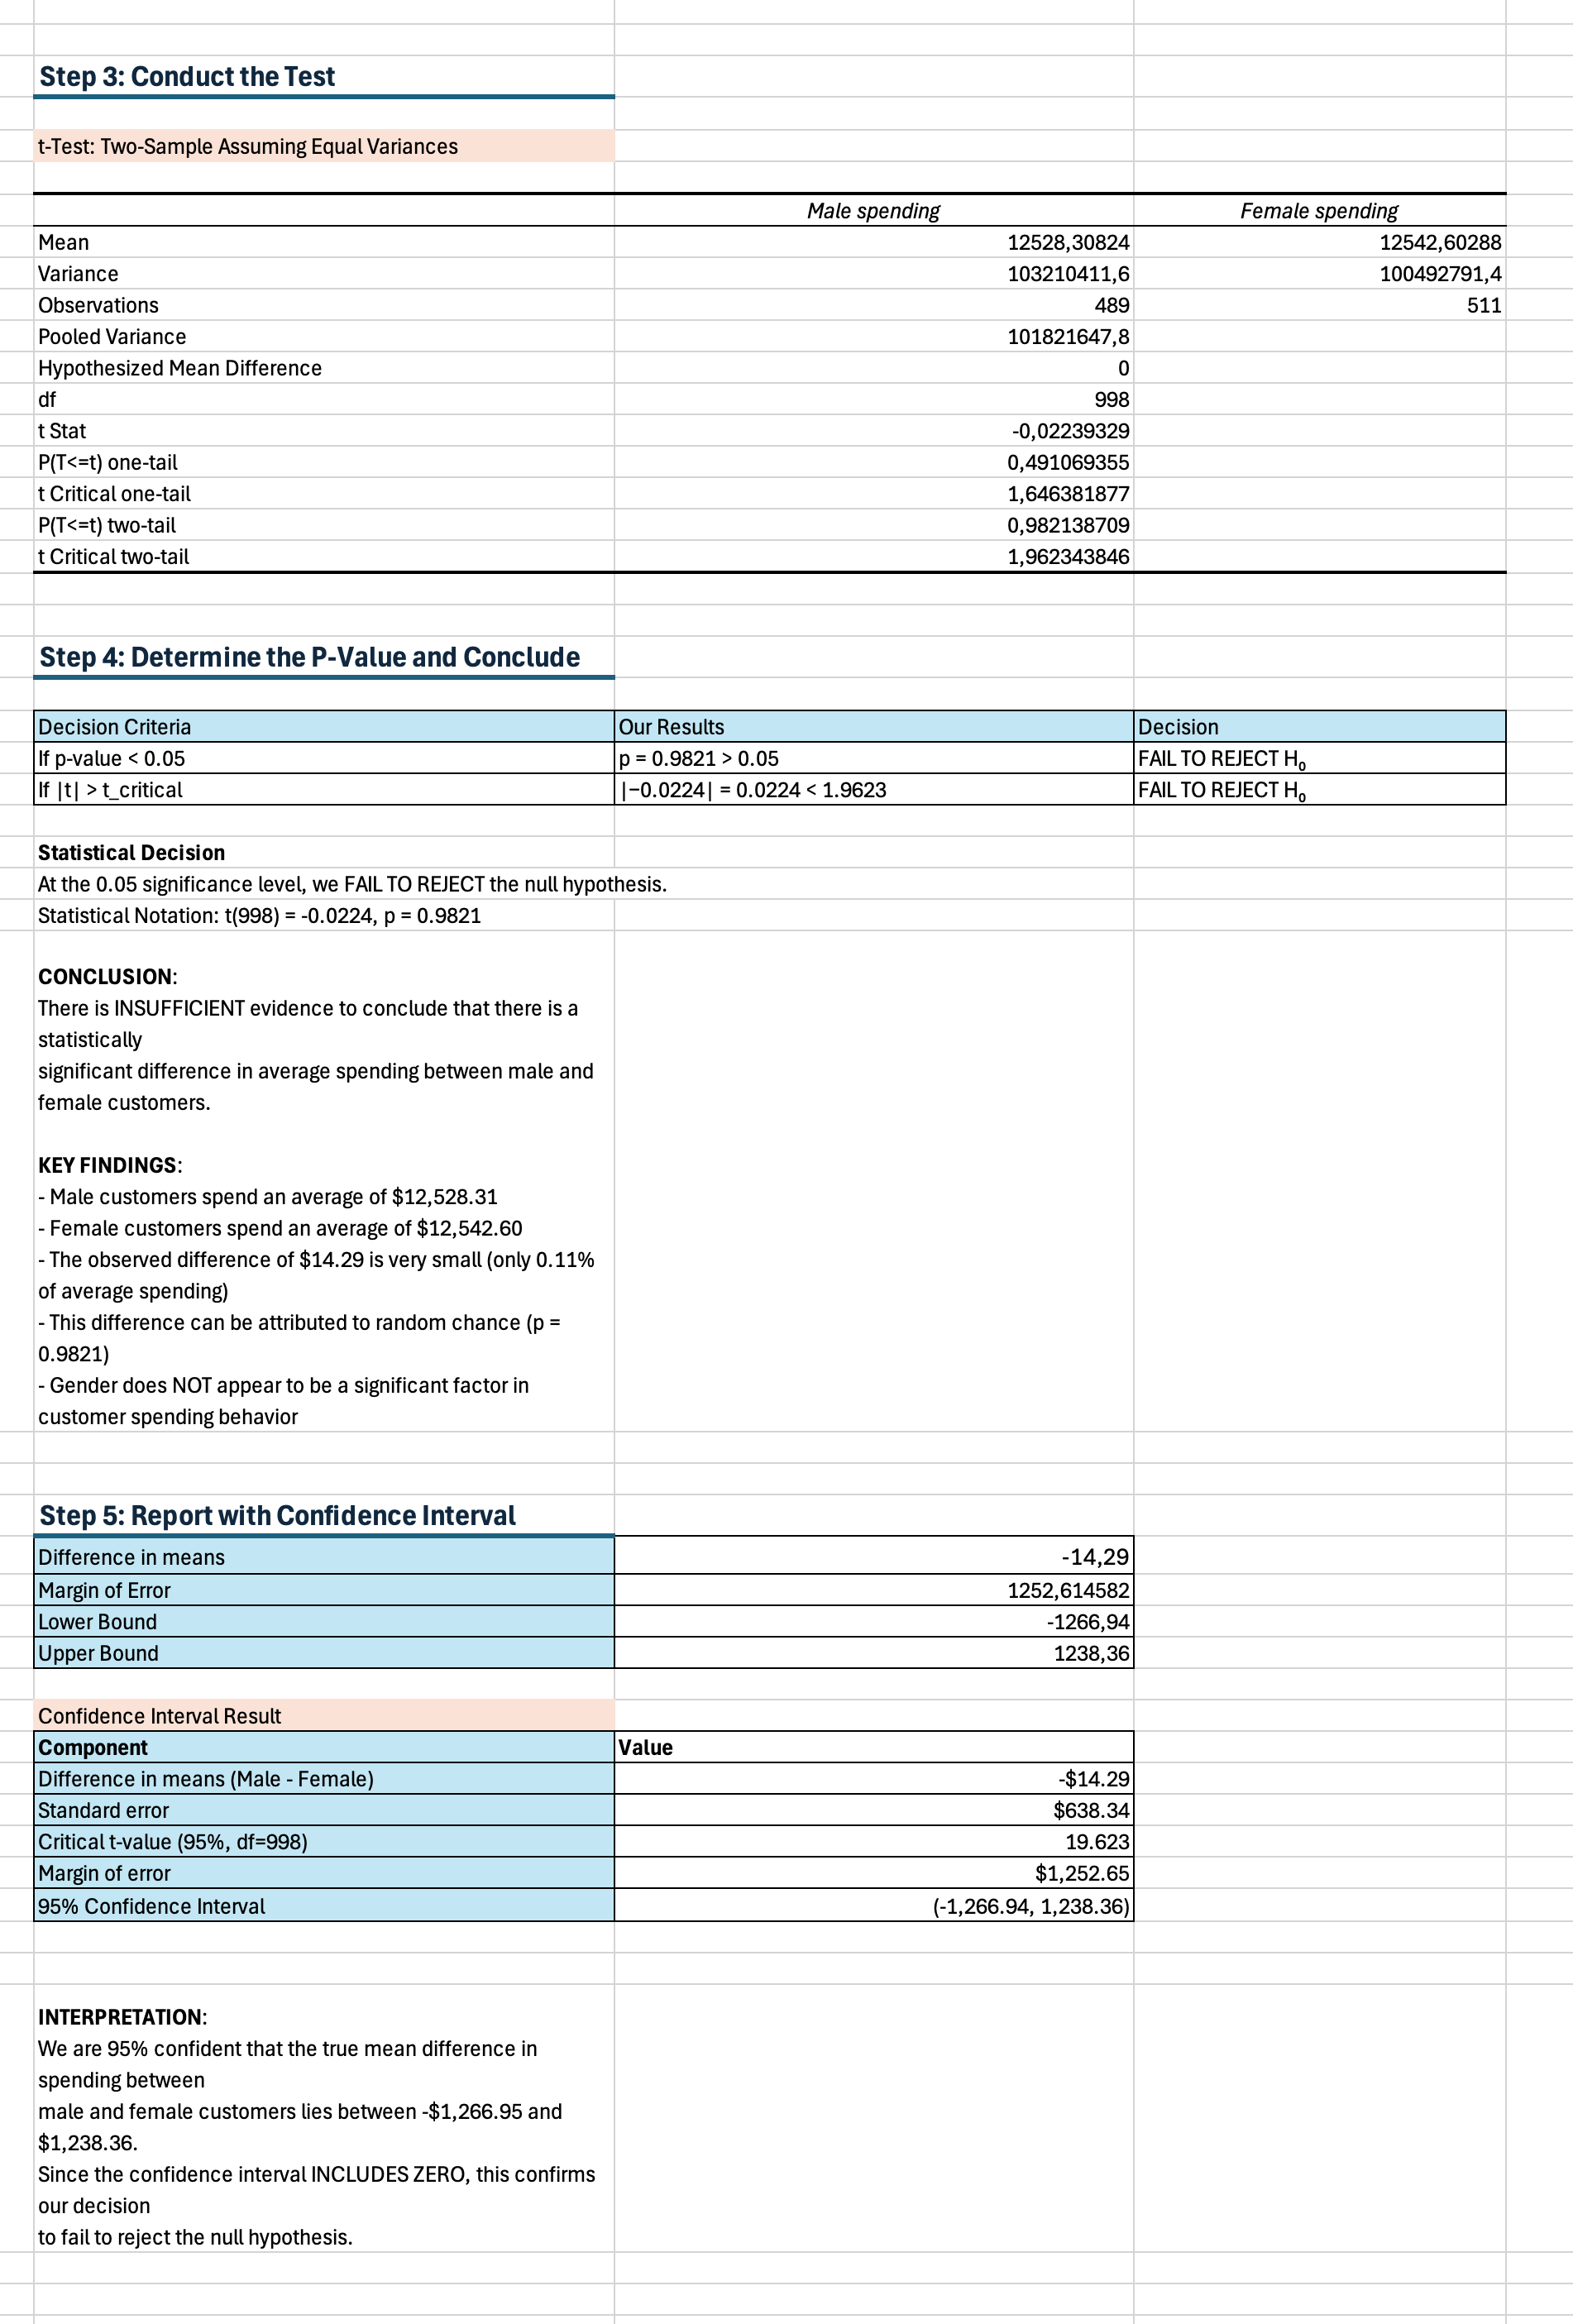 Step 3: Conduct the Test
t-Test: Two-Sample Assuming Equal Variances
Male spending Female spending
Mean 12528,30824 12542,60288
Variance 103210411,6 100492791,4
Observations 489 511
Pooled Variance 101821647,8
Hypothesized Mean Difference 0
df 998
t Stat -0,02239329
P(T<=t) one-tail 0,491069355
t Critical one-tail 1,646381877
P(T<=t) two-tail 0,982138709
t Critical two-tail 1,962343846
Step 4: Determine the P-Value and Conclude
Decision Criteria Our Results Decision
If p-value < 0.05 p = 0.9821 > 0.05 FAIL TO REJECT H₀
If |t| > t_critical |−0.0224| = 0.0224 < 1.9623 FAIL TO REJECT H₀
Statistical Decision
At the 0.05 significance level, we FAIL TO REJECT the null hypothesis.
Statistical Notation: t(998) = -0.0224, p = 0.9821
CONCLUSION:
There is INSUFFICIENT evidence to conclude that there is a
statistically
significant difference in average spending between male and
female customers.
KEY FINDINGS:
- Male customers spend an average of $12,528.31
- Female customers spend an average of $12,542.60
- The observed difference of $14.29 is very small (only 0.11%
of average spending)
- This difference can be attributed to random chance (p =
0.9821)
- Gender does NOT appear to be a significant factor in
customer spending behavior
Step 5: Report with Confidence Interval
Difference in means -14,29
Margin of Error 1252,614582
Lower Bound -1266,94
Upper Bound 1238,36
Confidence Interval Result
Component Value
Difference in means (Male - Female) -$14.29
Standard error $638.34
Critical t-value (95%, df=998) 19.623
Margin of error $1,252.65
95% Confidence Interval (-1,266.94, 1,238.36)
INTERPRETATION:
We are 95% confident that the true mean difference in
spending between
male and female customers lies between -$1,266.95 and
$1,238.36.
Since the confidence interval INCLUDES ZERO, this confirms
our decision
to fail to reject the null hypothesis.